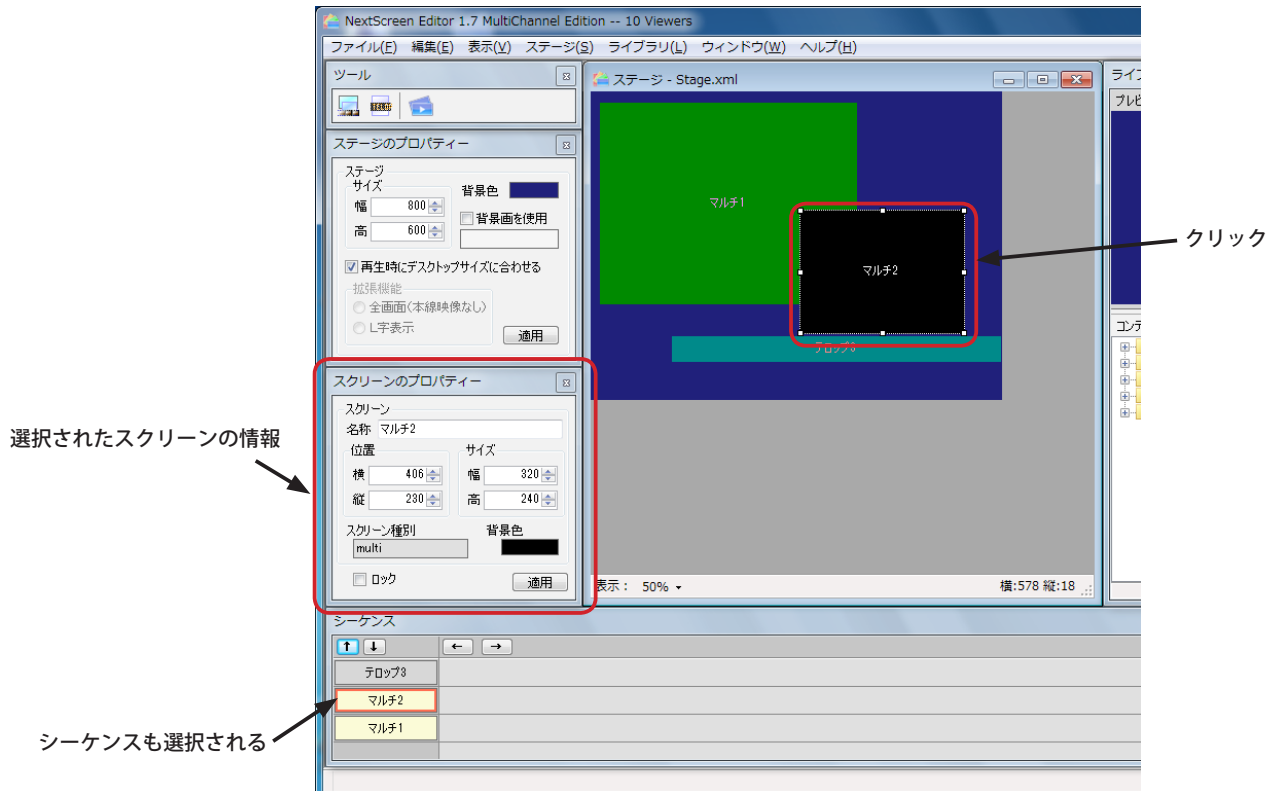 NextScreen Editor 1.7 MultiChannel Edition -- 10 Viewers
ファイル(F) 編集(E) 表示(V) ステージ(S) ライブラリ(L) ウィンドウ(W) ヘルプ(H)
ツール
ステージのプロパティー
ステージ
サイズ
幅 800
高 600
背景色
背景画を使用
再生時にデスクトップサイズに合わせる
拡張機能
全画面(本線映像なし)
L字表示
適用
スクリーンのプロパティー
スクリーン
名称 マルチ2
位置
サイズ
横 406 幅 320
縦 230 高 240
スクリーン種別 背景色
multi
ロック
適用
ステージ - Stage.xml
マルチ1
マルチ2
テロップ3
表示: 50%
横:578 縦:18
シーケンス
↑ ↓ ← →
テロップ3
マルチ2
マルチ1
クリック
選択されたスクリーンの情報
シーケンスも選択される